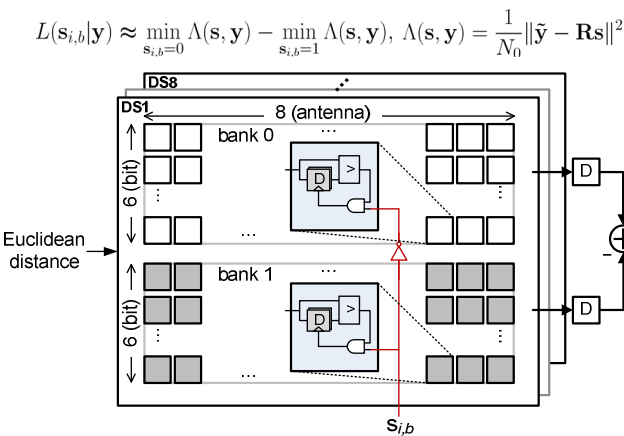 L(s_{i,b}|y) ≈ min_{s_{i,b}=0} Λ(s, y) − min_{s_{i,b}=1} Λ(s, y), Λ(s, y) = 1/N_0 ‖ỹ − Rs‖²
DS8
DS1
8 (antenna)
bank 0
...
6 (bit)
...
...
D
>
D
...
Euclidean
distance
+
-
bank 1
...
6 (bit)
...
...
D
>
D
...
s_{i,b}